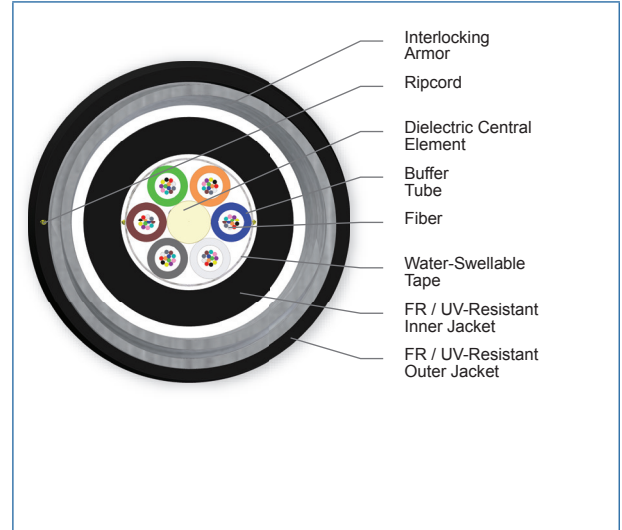 Interlocking
Armor
Ripcord
Dielectric Central
Element
Buffer
Tube
Fiber
Water-Swellable
Tape
FR / UV-Resistant
Inner Jacket
FR / UV-Resistant
Outer Jacket